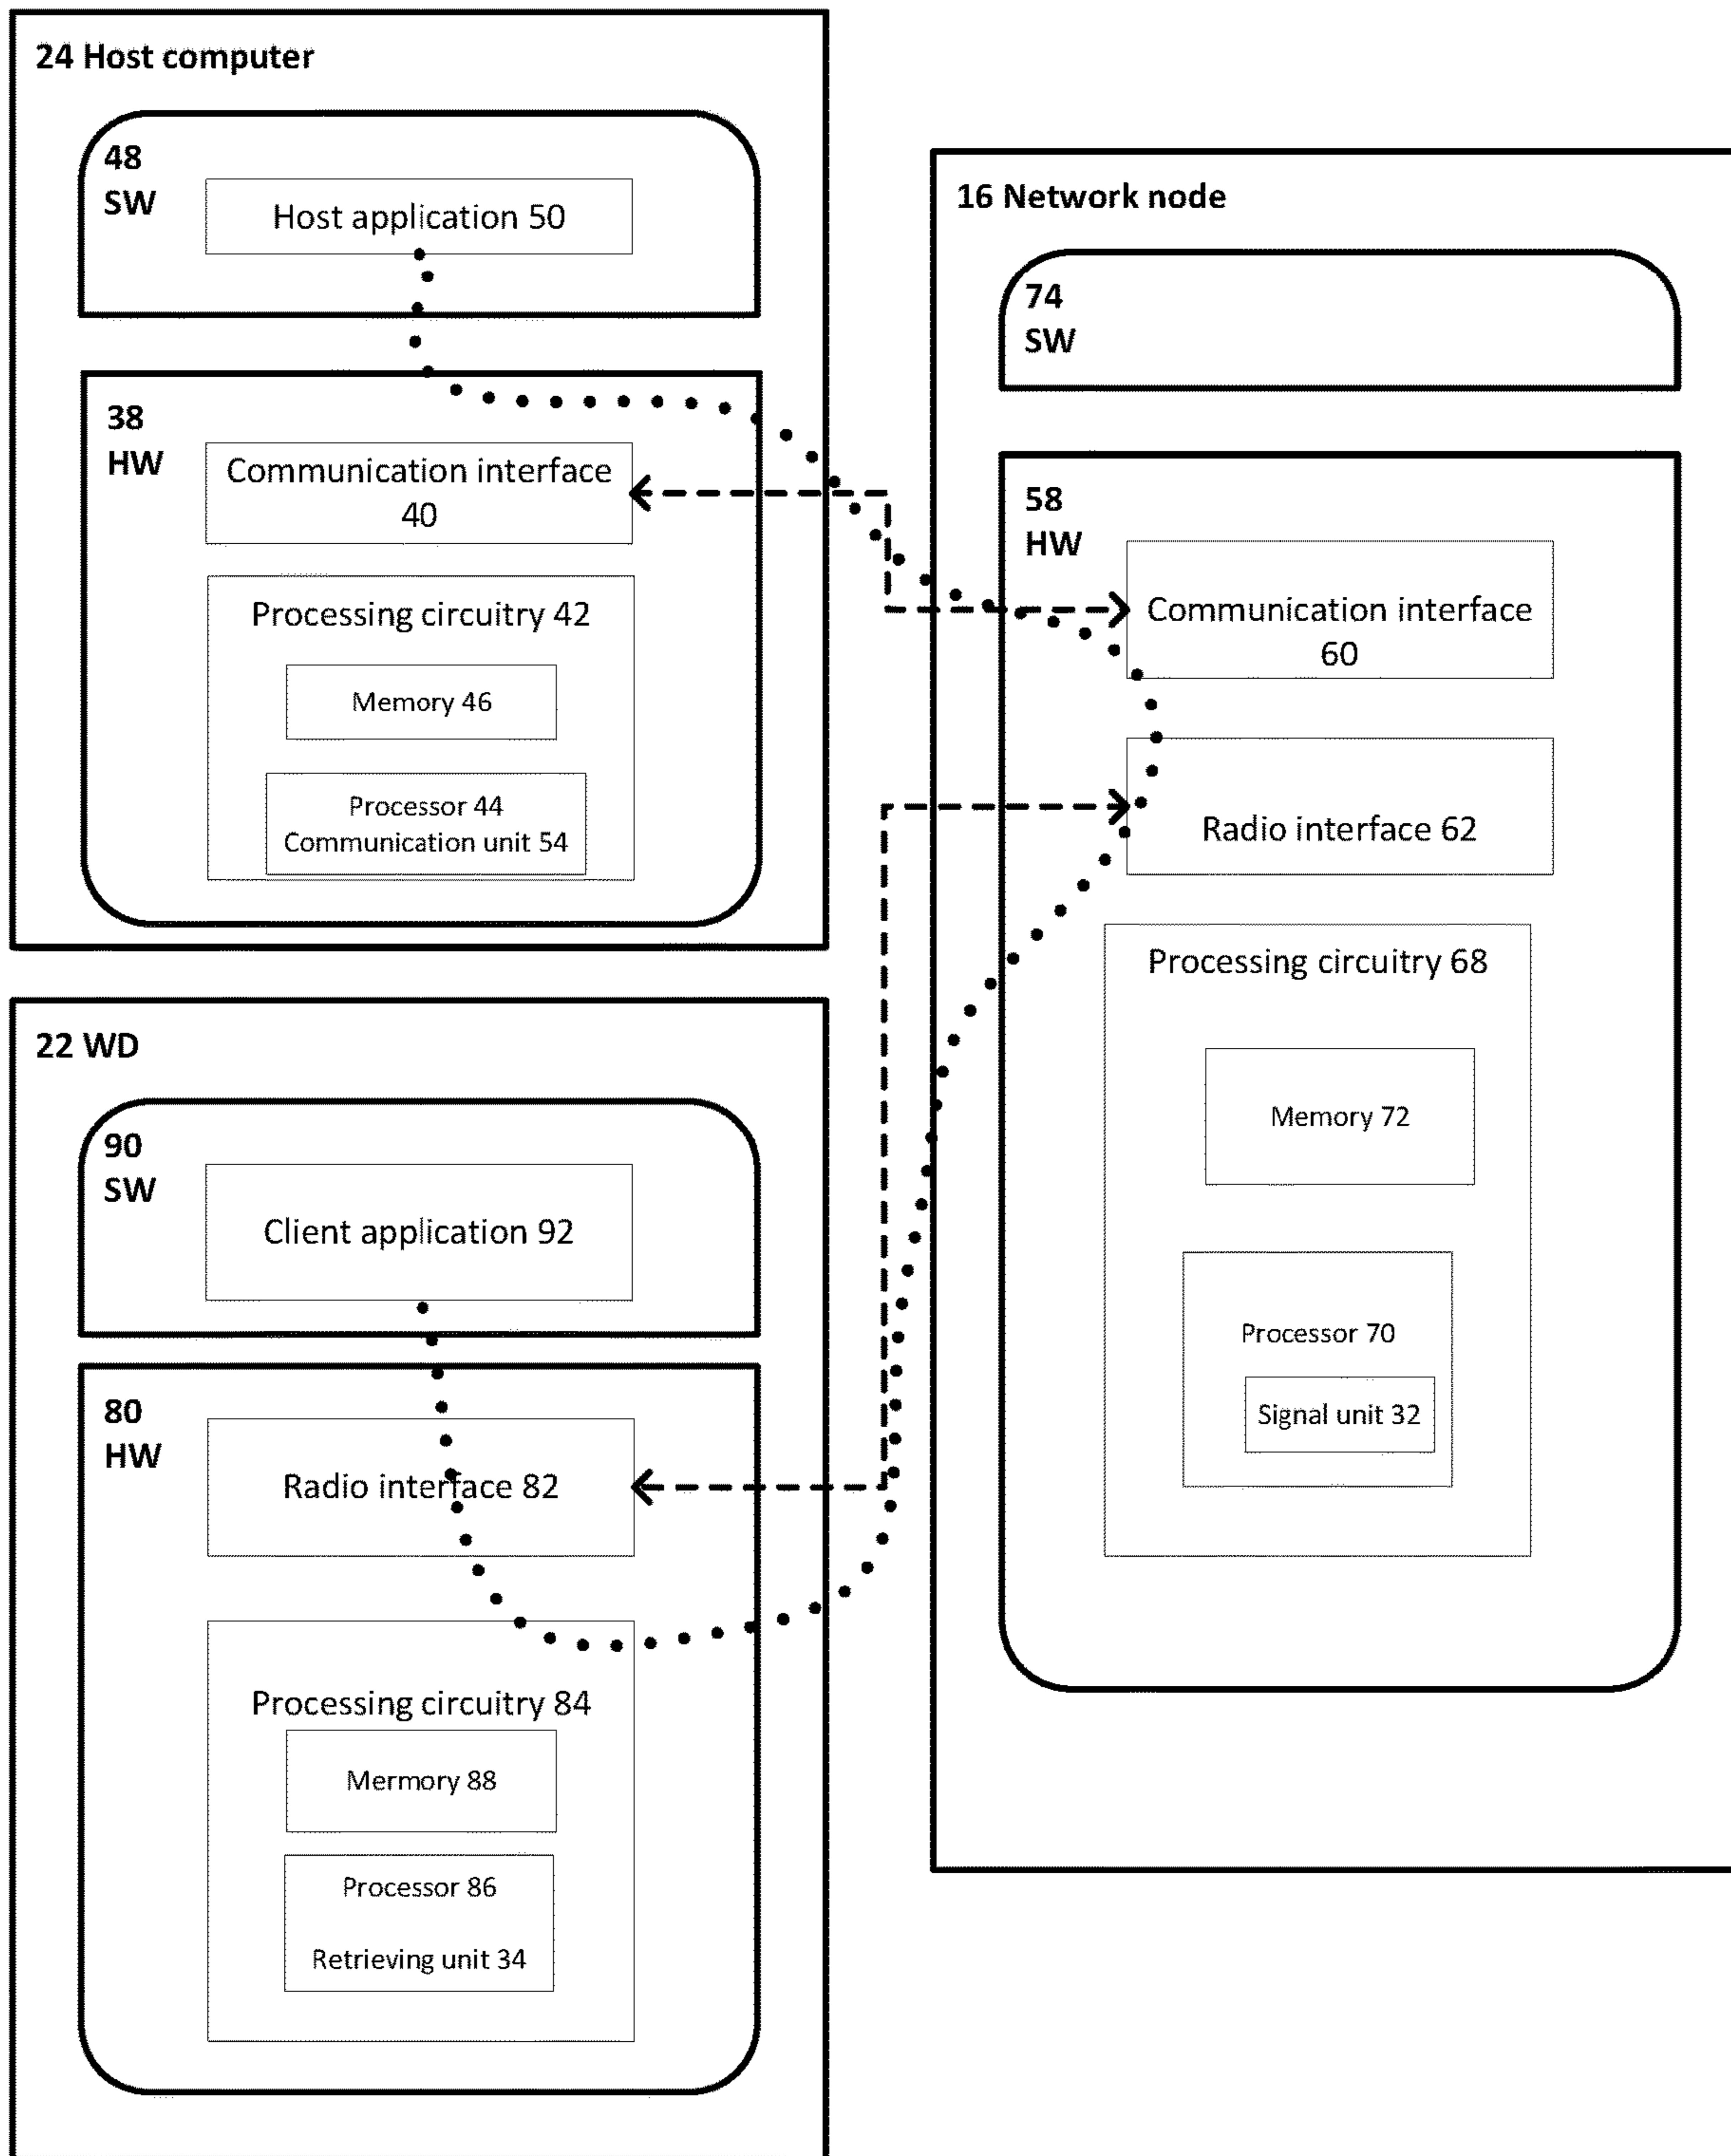 24 Host computer
48
SW
Host application 50
38
HW
Communication interface
40
Processing circuitry 42
Memory 46
Processor 44
Communication unit 54
22 WD
90
SW
Client application 92
80
HW
Radio interface 82
Processing circuitry 84
Mermory 88
Processor 86
Retrieving unit 34
16 Network node
74
SW
58
HW
Communication interface
60
Radio interface 62
Processing circuitry 68
Memory 72
Processor 70
Signal unit 32